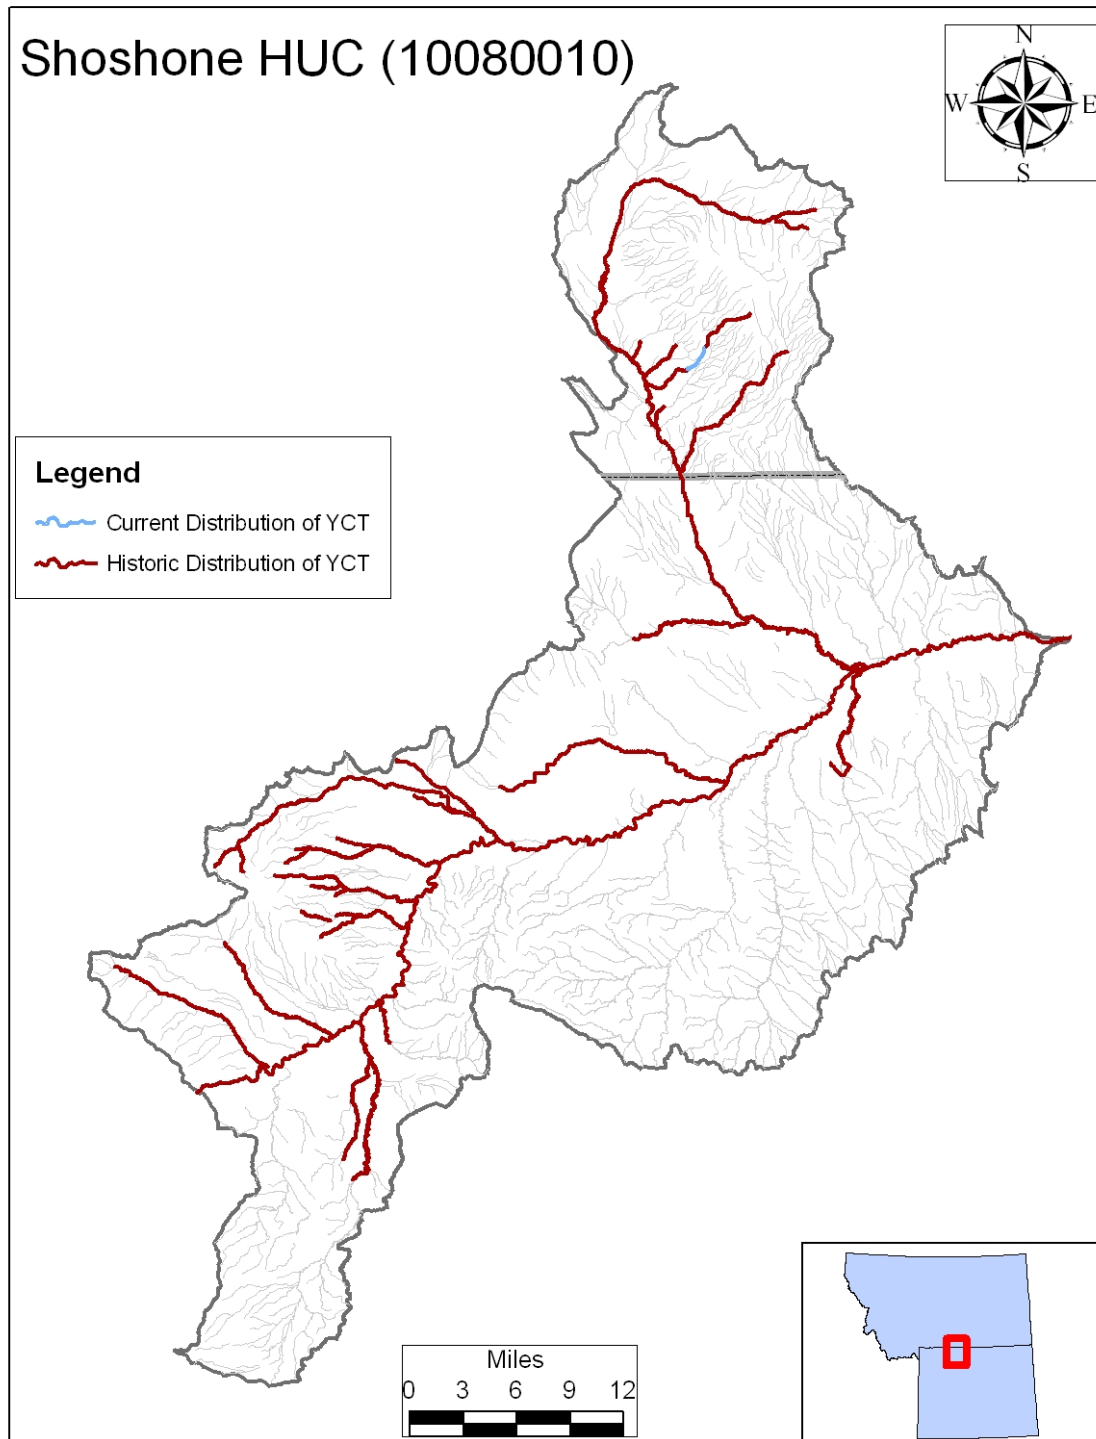 Shoshone HUC (10080010)
N
W E
S
Legend
Current Distribution of YCT
Historic Distribution of YCT
Miles
0 3 6 9 12